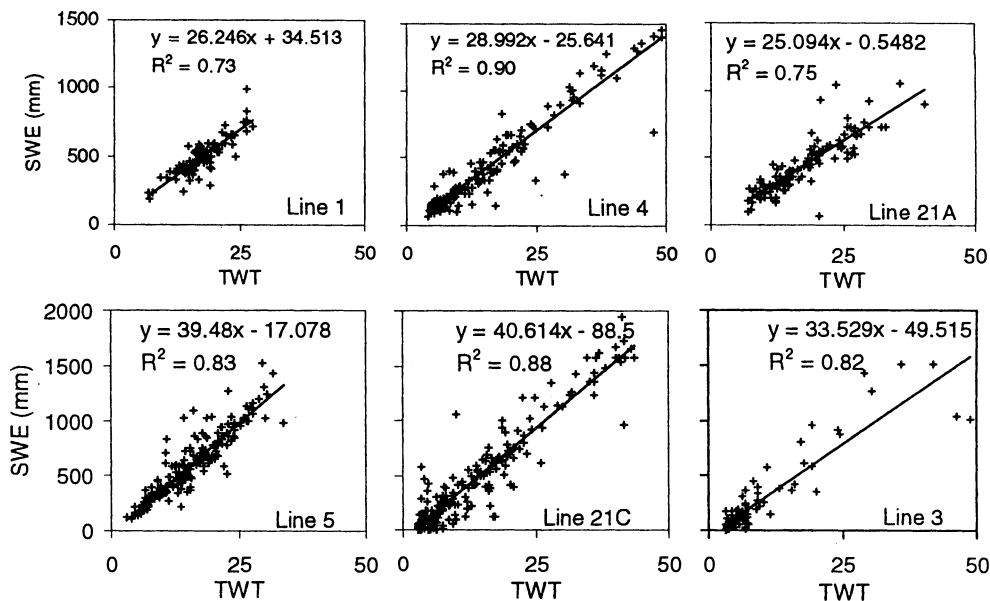 1500
1000
500
0
SWE (mm)
y = 26.246x + 34.513
R² = 0.73
Line 1
0 25 50
TWT
y = 28.992x - 25.641
R² = 0.90
Line 4
0 25 50
TWT
y = 25.094x - 0.5482
R² = 0.75
Line 21A
0 25 50
TWT
2000
1500
1000
500
0
SWE (mm)
y = 39.48x - 17.078
R² = 0.83
Line 5
0 25 50
TWT
y = 40.614x - 88.5
R² = 0.88
Line 21C
0 25 50
TWT
y = 33.529x - 49.515
R² = 0.82
Line 3
0 25 50
TWT